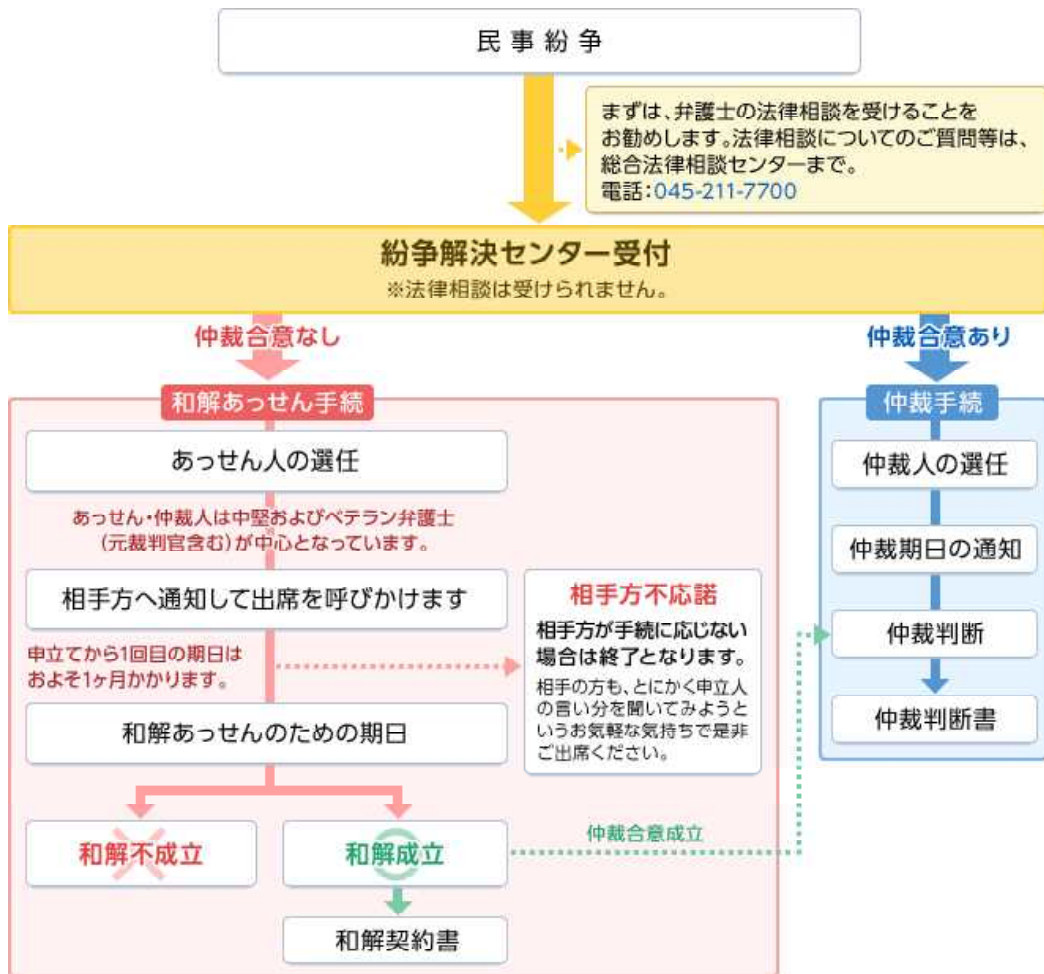 民事紛争
まずは、弁護士の法律相談を受けることを
お勧めします。法律相談についてのご質問等は、
総合法律相談センターまで。
電話：045-211-7700
紛争解決センター受付
※法律相談は受けられません。
仲裁合意なし
仲裁合意あり
和解あっせん手続
あっせん人の選任
あっせん・仲裁人は中堅およびベテラン弁護士
(元裁判官含む)が中心となっています。
相手方へ通知して出席を呼びかけます
申立てから1回目の期日は
およそ1ヶ月かかります。
相手方不応諾
相手方が手続に応じない
場合は終了となります。
相手の方も、とにかく申立人
の言い分を聞いてみようと
いうお気軽な気持ちで是非
ご出席ください。
和解あっせんのための期日
和解不成立
和解成立
仲裁合意成立
和解契約書
仲裁手続
仲裁人の選任
仲裁期日の通知
仲裁判断
仲裁判断書